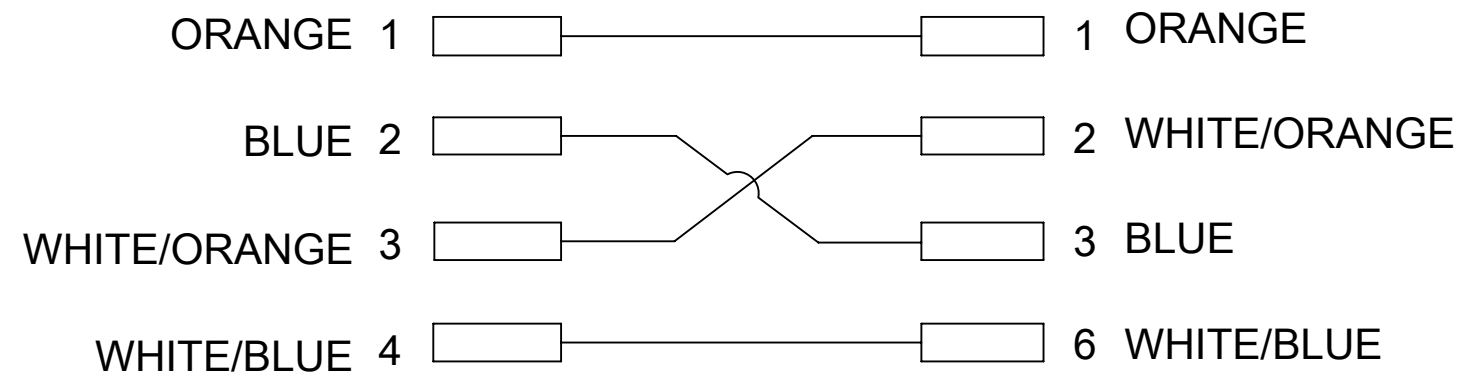 ORANGE 1 1 ORANGE
BLUE 2 2 WHITE/ORANGE
WHITE/ORANGE 3 3 BLUE
WHITE/BLUE 4 6 WHITE/BLUE